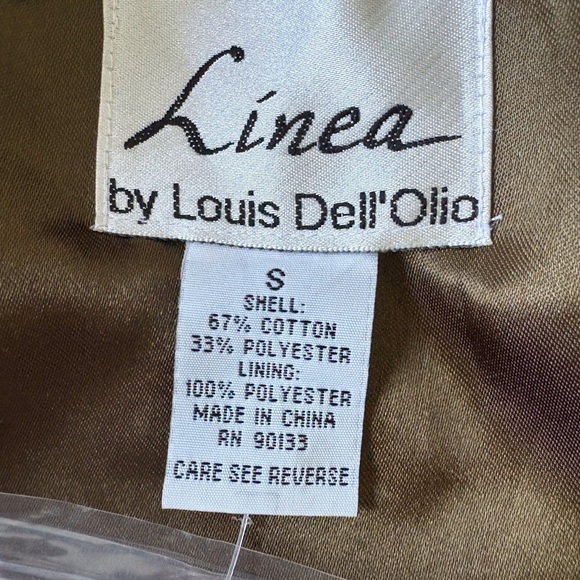 Linea
by Louis Dell'Olio
S
SHELL:
67% COTTON
33% POLYESTER
LINING:
100% POLYESTER
MADE IN CHINA
RN 90133
CARE SEE REVERSE